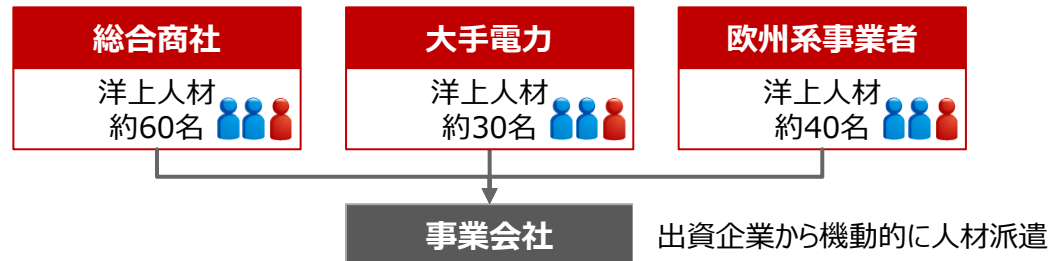 総合商社
洋上人材
約60名
大手電力
洋上人材
約30名
欧州系事業者
洋上人材
約40名
事業会社
出資企業から機動的に人材派遣